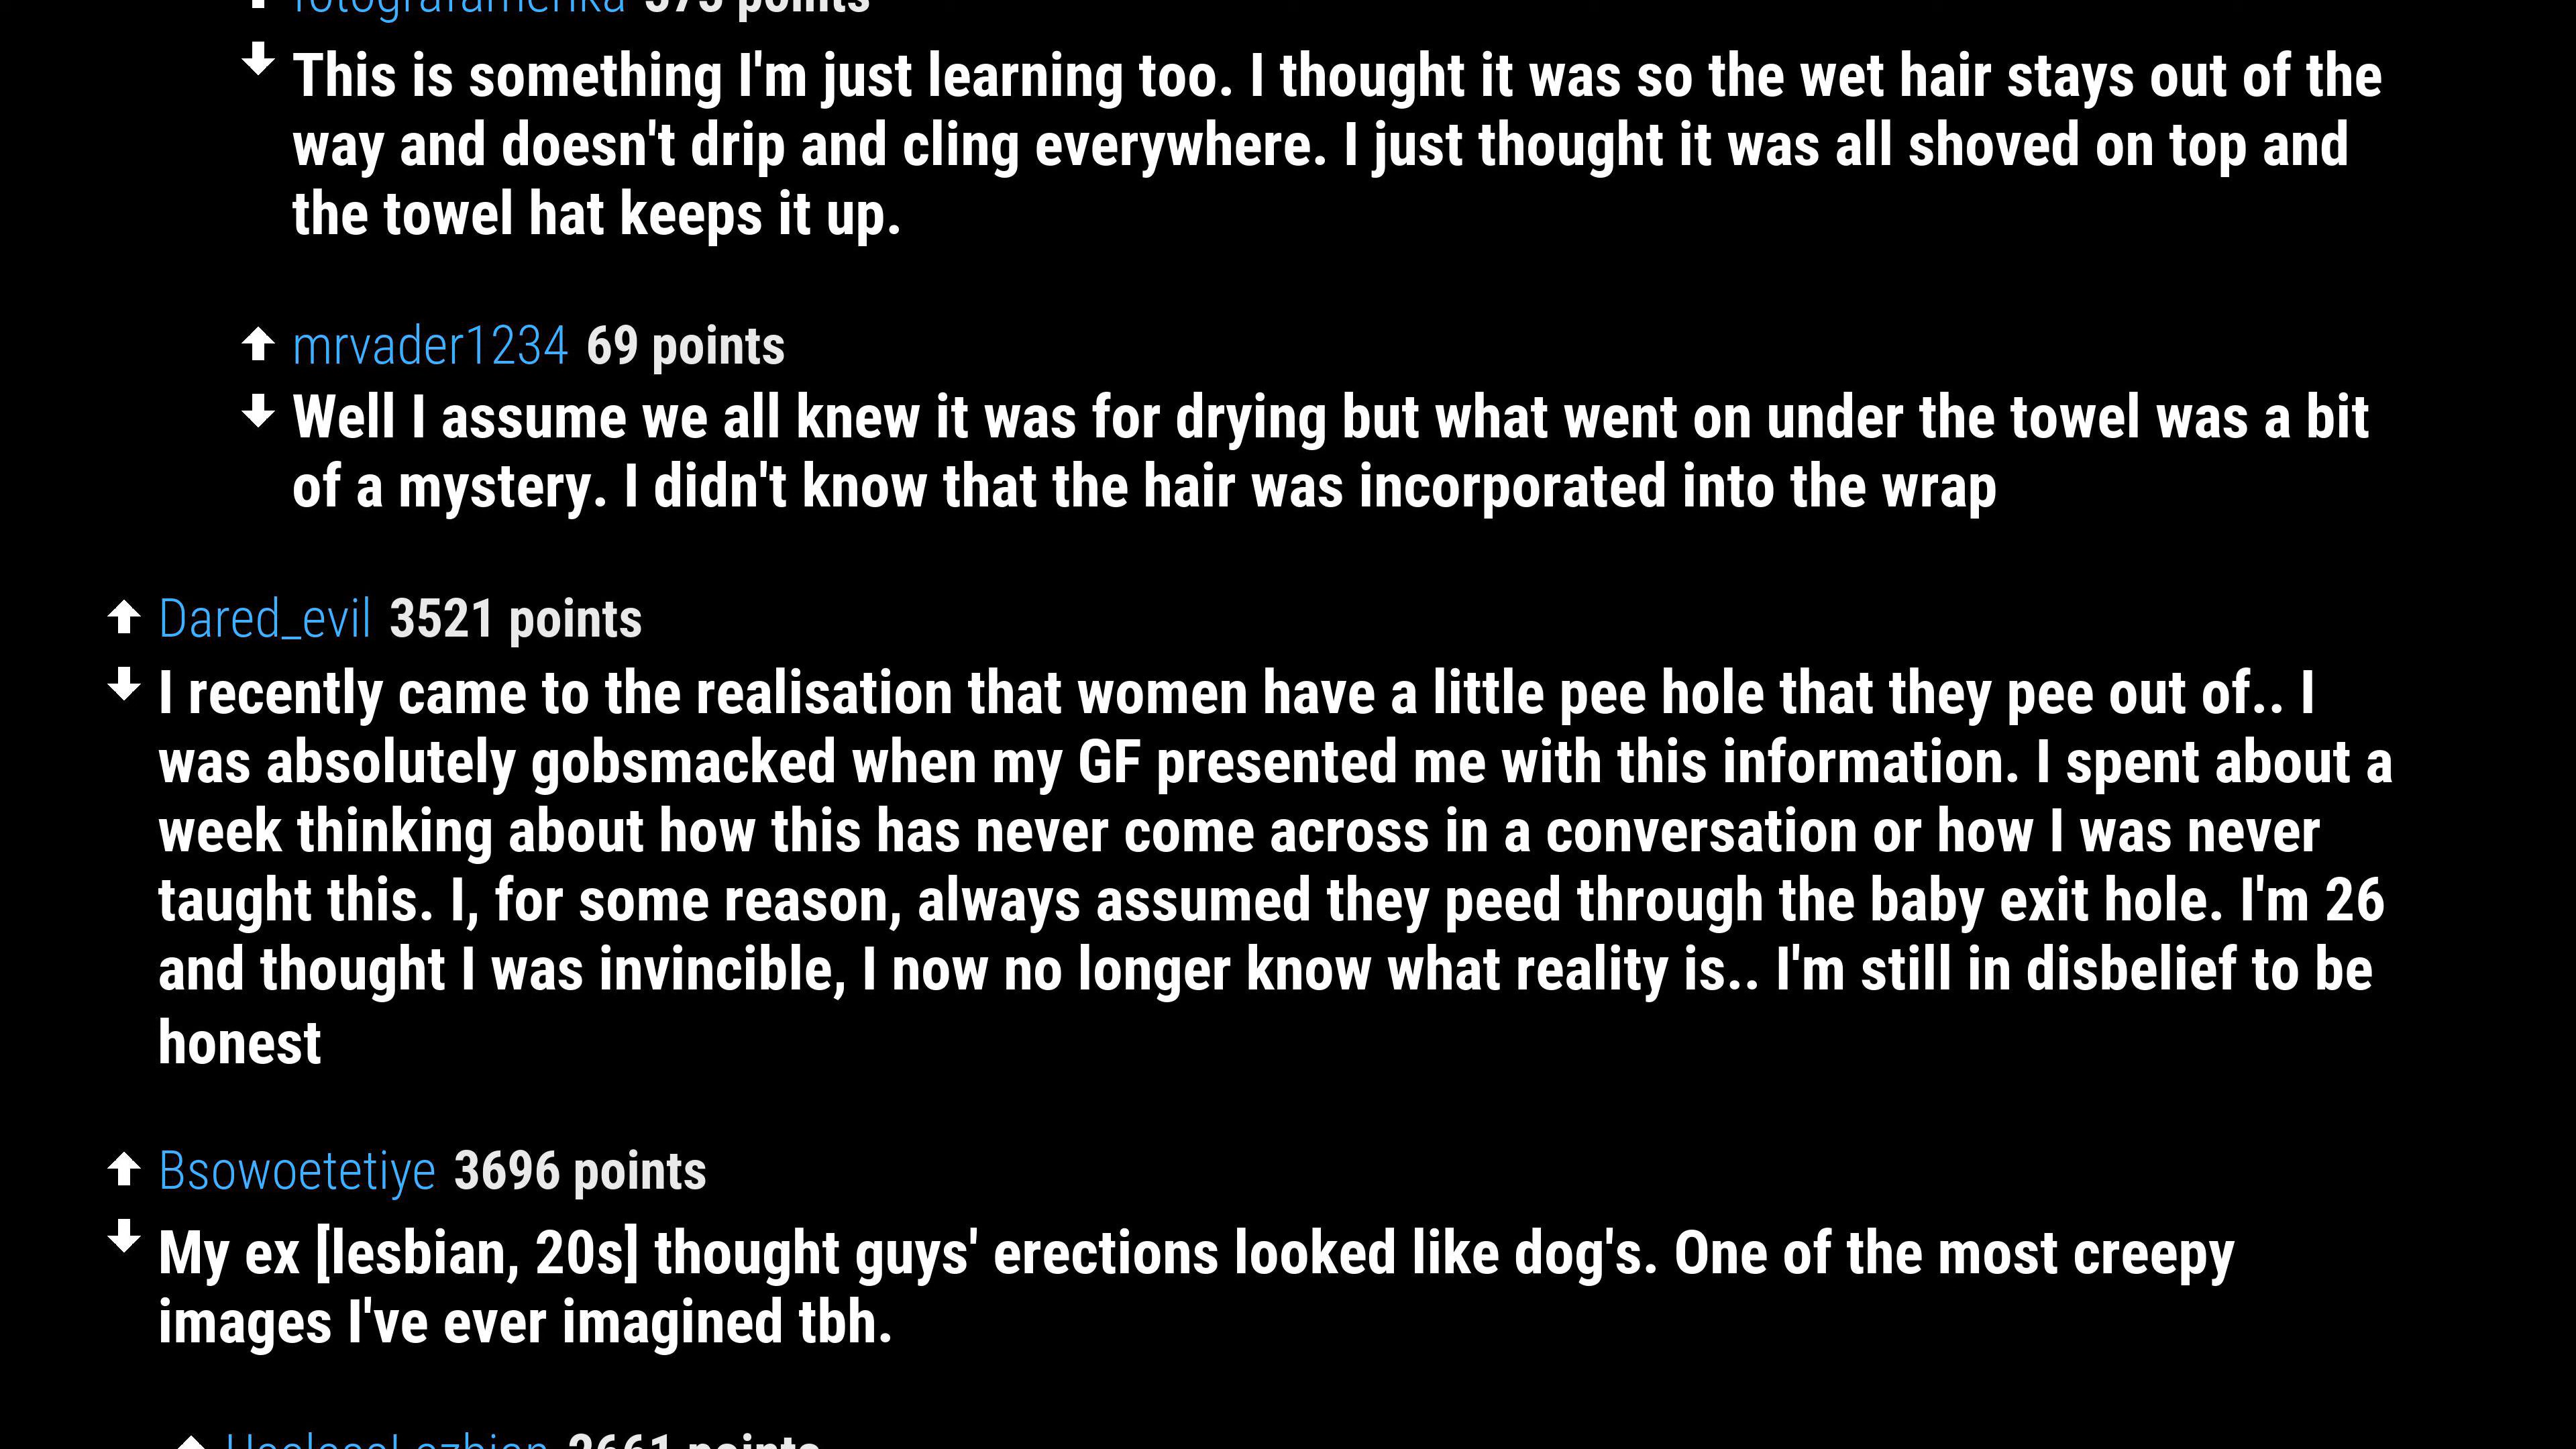 This is something I'm just learning too. I thought it was so the wet hair stays out of the
way and doesn't drip and cling everywhere. I just thought it was all shoved on top and
the towel hat keeps it up.
mrvader1234 69 points
Well I assume we all knew it was for drying but what went on under the towel was a bit
of a mystery. I didn't know that the hair was incorporated into the wrap
Dared_evil 3521 points
I recently came to the realisation that women have a little pee hole that they pee out of.. I
was absolutely gobsmacked when my GF presented me with this information. I spent about a
week thinking about how this has never come across in a conversation or how I was never
taught this. I, for some reason, always assumed they peed through the baby exit hole. I'm 26
and thought I was invincible, I now no longer know what reality is.. I'm still in disbelief to be
honest
Bsowoetetiye 3696 points
My ex [lesbian, 20s] thought guys' erections looked like dog's. One of the most creepy
images I've ever imagined tbh.